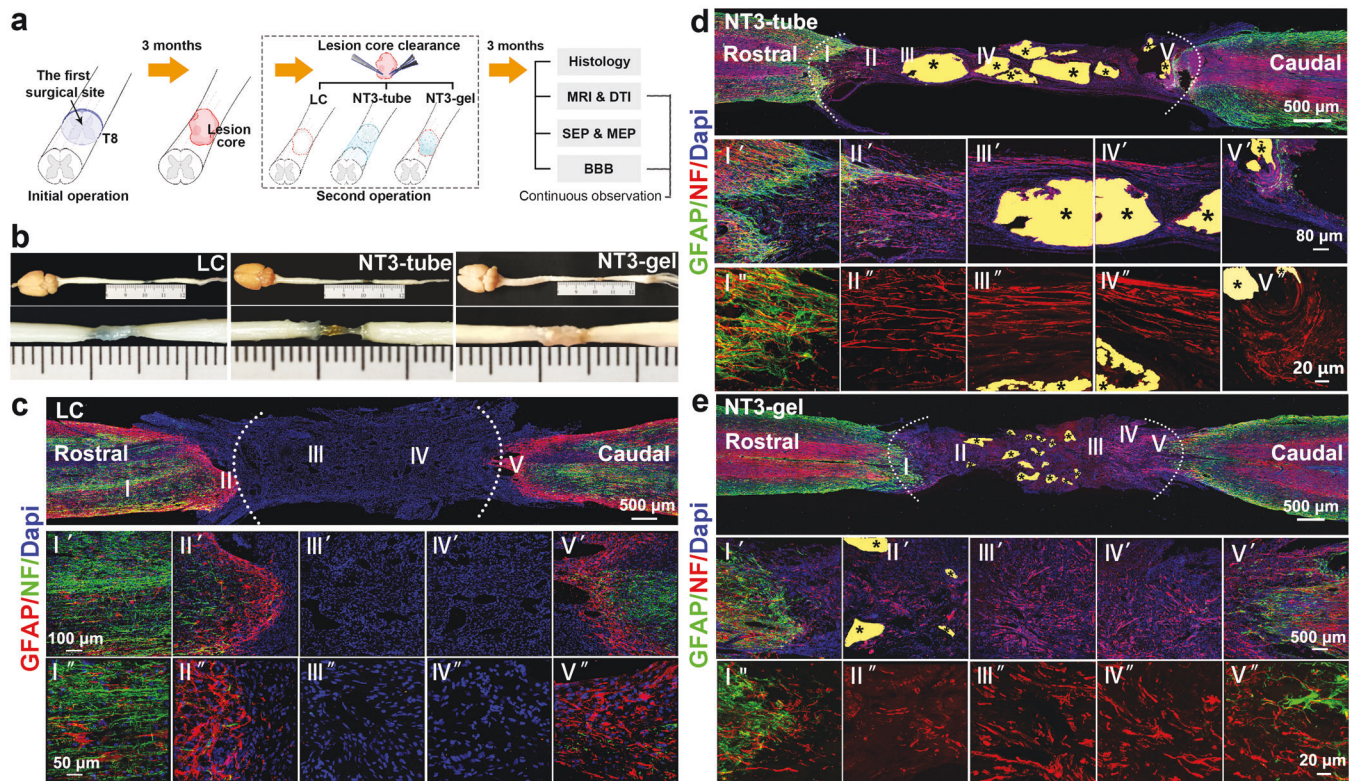 a
3 months
The first
surgical site
T8
Initial operation
Lesion
core
Lesion core clearance
LC
NT3-tube
NT3-gel
Second operation
3 months
Histology
MRI & DTI
SEP & MEP
BBB
Continuous observation
b
LC
NT3-tube
NT3-gel
c
LC
Rostral
Caudal
I
II
III
IV
V
500 µm
GFAP/NF/Dapi
I′
II′
III′
IV′
V′
100 µm
I″
II″
III″
IV″
V″
50 µm
d
NT3-tube
Rostral
Caudal
I
II
III
IV
V
*
*
*
*
*
*
*
500 µm
GFAP/NF/Dapi
I′
II′
III′
IV′
V′
*
*
*
*
*
80 µm
I″
II″
III″
IV″
V″
*
*
*
*
*
20 µm
e
NT3-gel
Rostral
Caudal
I
II
III
IV
V
500 µm
GFAP/NF/Dapi
I′
II′
III′
IV′
V′
*
*
500 µm
I″
II″
III″
IV″
V″
20 µm